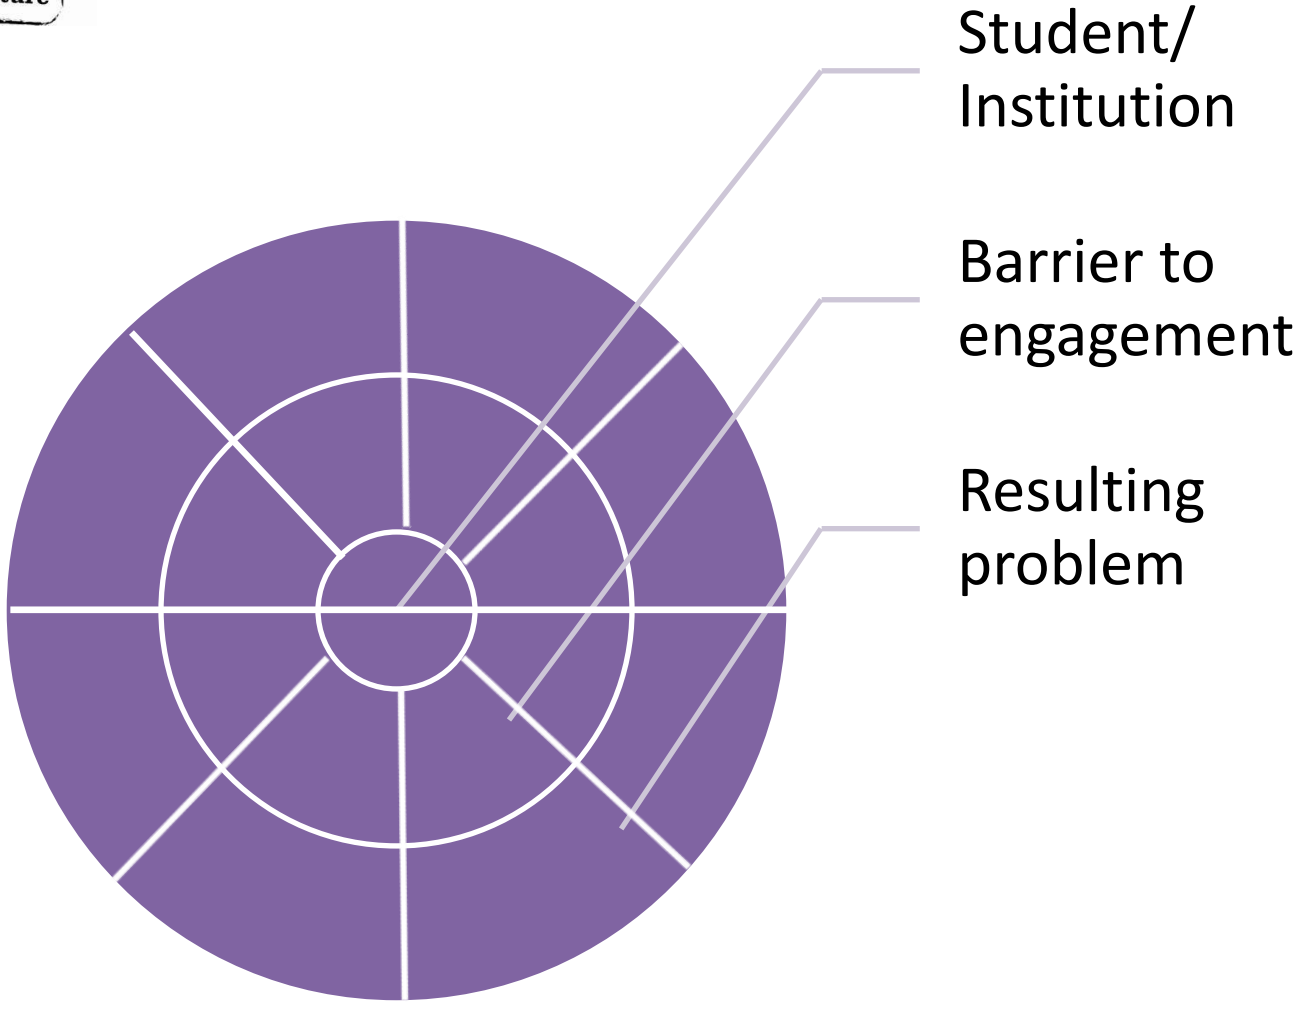 Student/
Institution
Barrier to
engagement
Resulting
problem